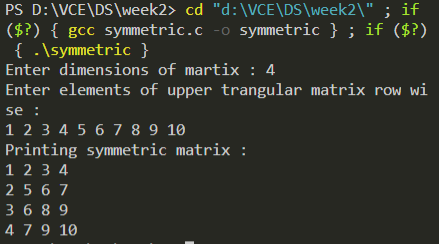 PS D:\VCE\DS\week2> cd "d:\VCE\DS\week2\" ; if
($?) { gcc symmetric.c -o symmetric } ; if ($?)
{ .\symmetric }
Enter dimensions of martix : 4
Enter elements of upper trangular matrix row wi
se :
1 2 3 4 5 6 7 8 9 10
Printing symmetric matrix :
1 2 3 4
2 5 6 7
3 6 8 9
4 7 9 10